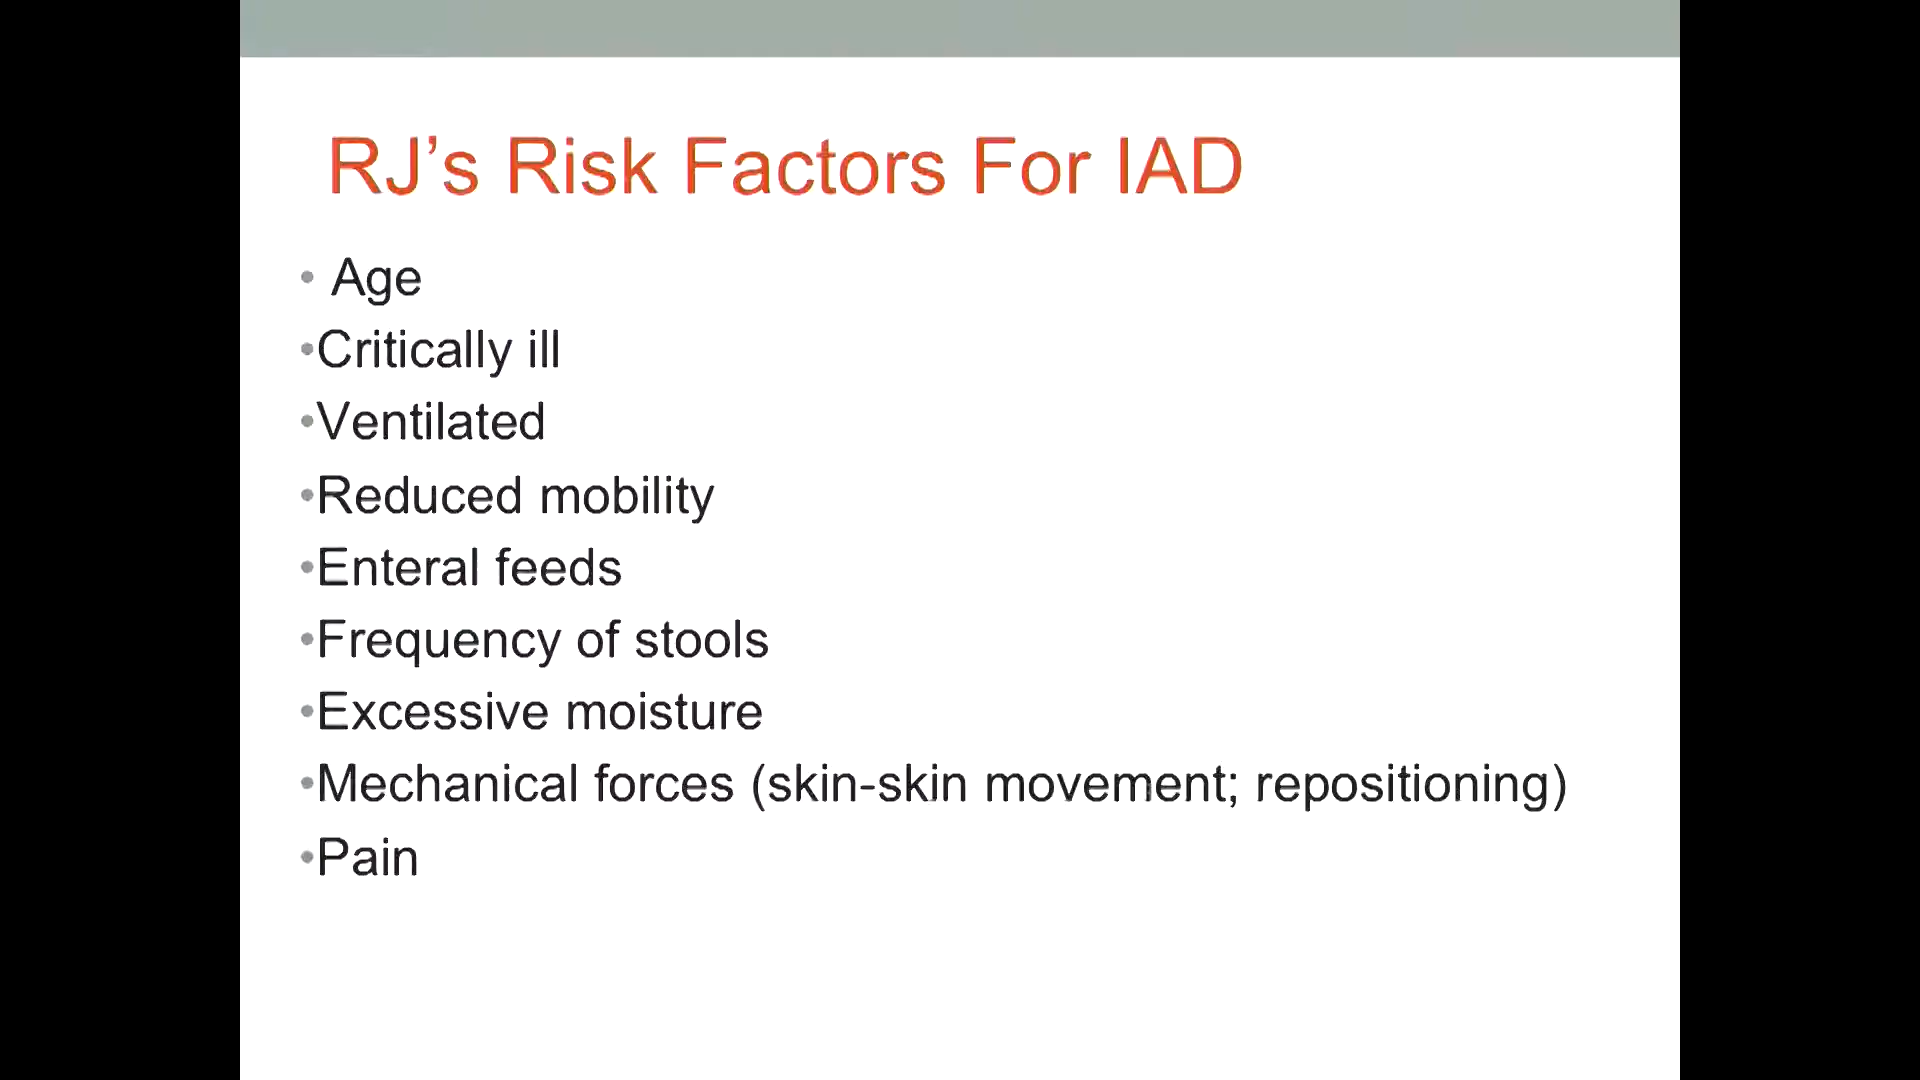 RJ’s Risk Factors For IAD
• Age
•Critically ill
•Ventilated
•Reduced mobility
•Enteral feeds
•Frequency of stools
•Excessive moisture
•Mechanical forces (skin-skin movement; repositioning)
•Pain